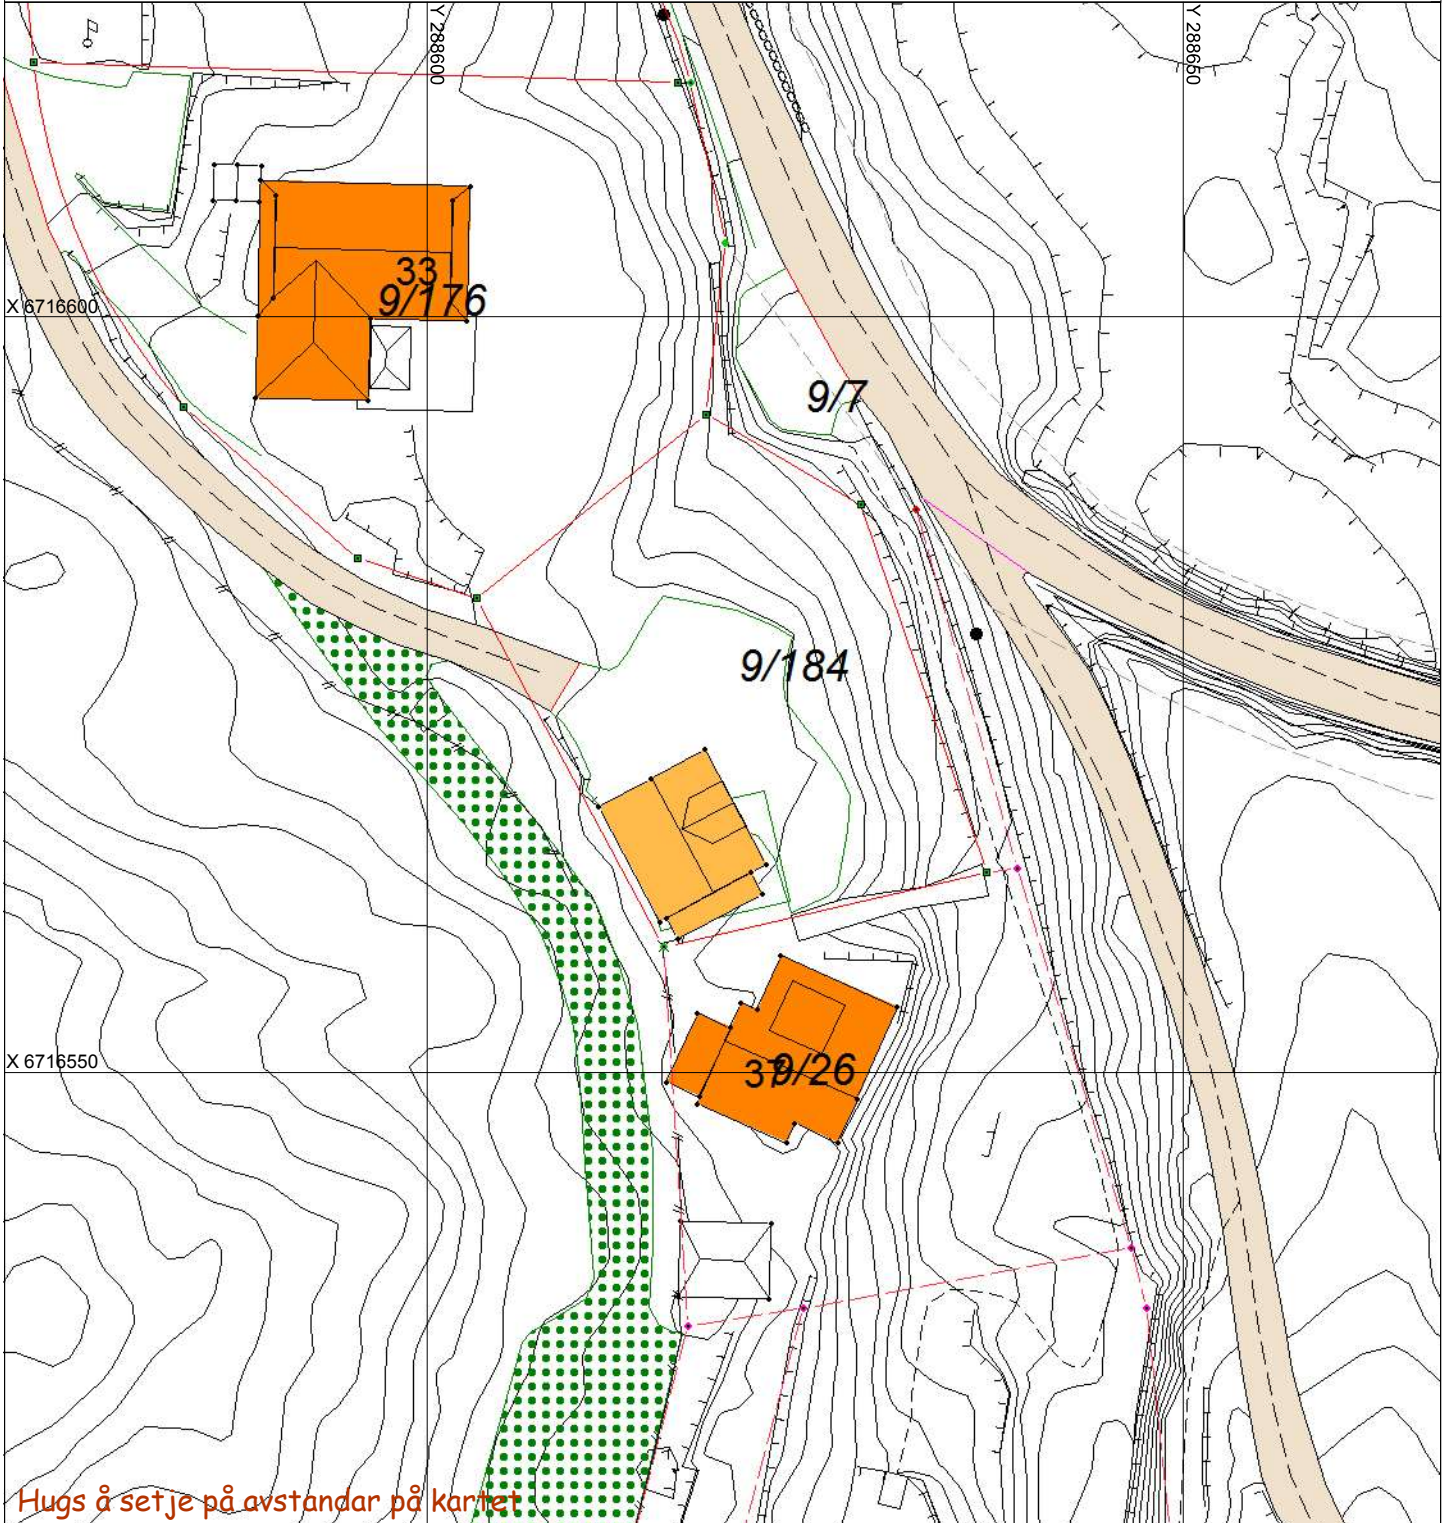 Y 288600
Y 288650
33
9/176
X 6716600
9/7
9/184
X 6716550
37
9/26
Hugs å setje på avstandar på kartet